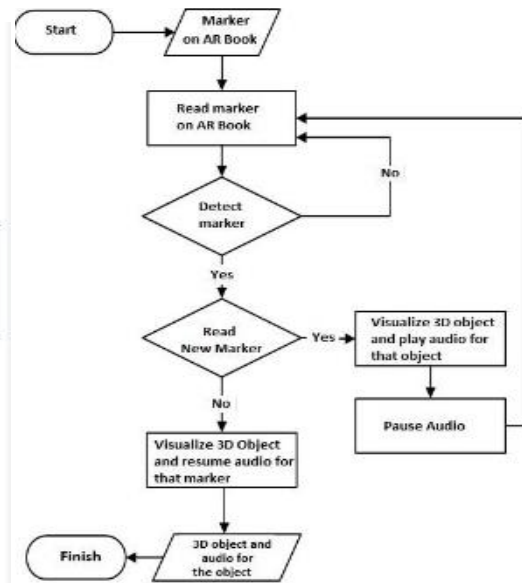 Start
Marker
on AR Book
Read marker
on AR Book
No
Detect
marker
Yes
Read
New Marker
Yes
Visualize 3D object
and play audio for
that object
Pause Audio
No
Visualize 3D Object
and resume audio for
that marker
3D object and
audio for
the object
Finish